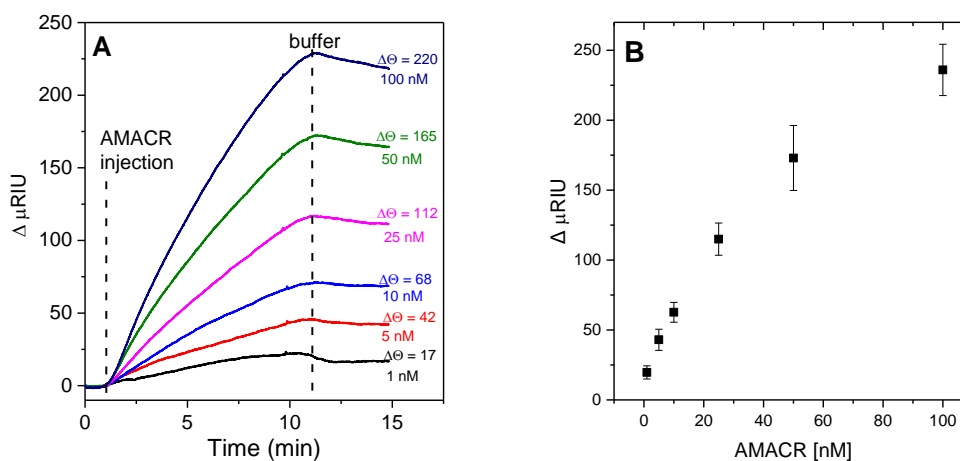 A
buffer
ΔΘ = 220
100 nM
AMACR
injection
ΔΘ = 165
50 nM
ΔΘ = 112
25 nM
ΔΘ = 68
10 nM
ΔΘ = 42
5 nM
ΔΘ = 17
1 nM
250
200
150
100
50
0
Δ μRIU
0 5 10 15
Time (min)
B
250
200
150
100
50
0
Δ μRIU
0 20 40 60 80 100
AMACR [nM]